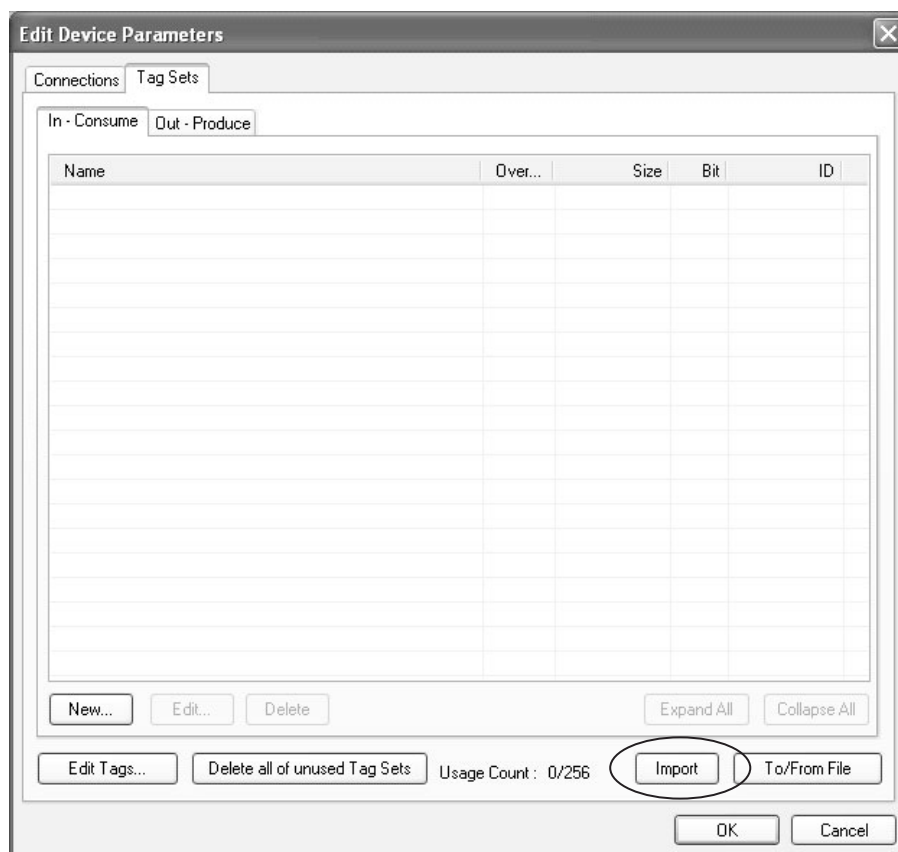 Edit Device Parameters
Connections Tag Sets
In - Consume Out - Produce
Name Over... Size Bit ID
New... Edit... Delete Expand All Collapse All
Edit Tags... Delete all of unused Tag Sets Usage Count : 0/256 Import To/From File
OK Cancel